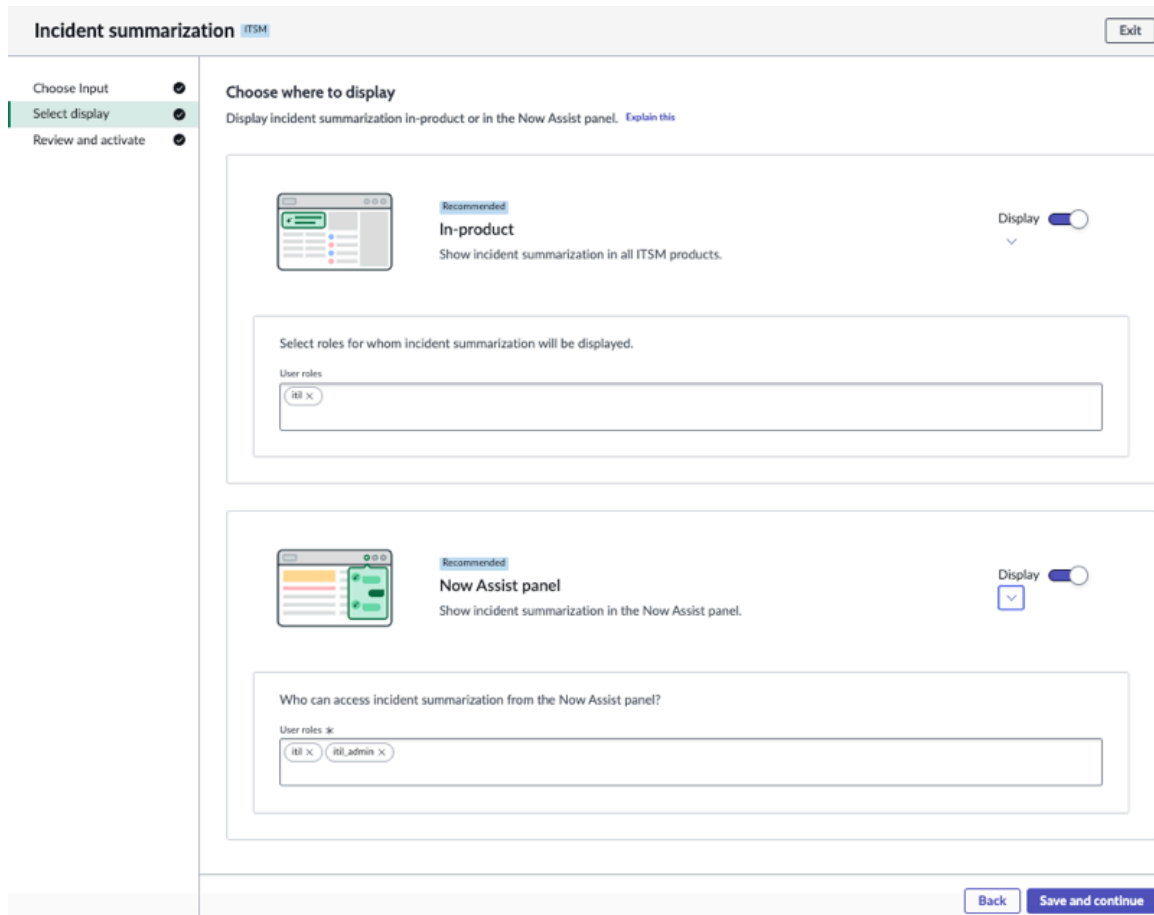 Incident summarization ITSM
Exit
Choose Input
Select display
Review and activate
Choose where to display
Display incident summarization in-product or in the Now Assist panel. Explain this
Recommended
In-product
Show incident summarization in all ITSM products.
Display
Select roles for whom incident summarization will be displayed.
User roles
itil ×
Recommended
Now Assist panel
Show incident summarization in the Now Assist panel.
Display
Who can access incident summarization from the Now Assist panel?
User roles *
itil × itil_admin ×
Back Save and continue